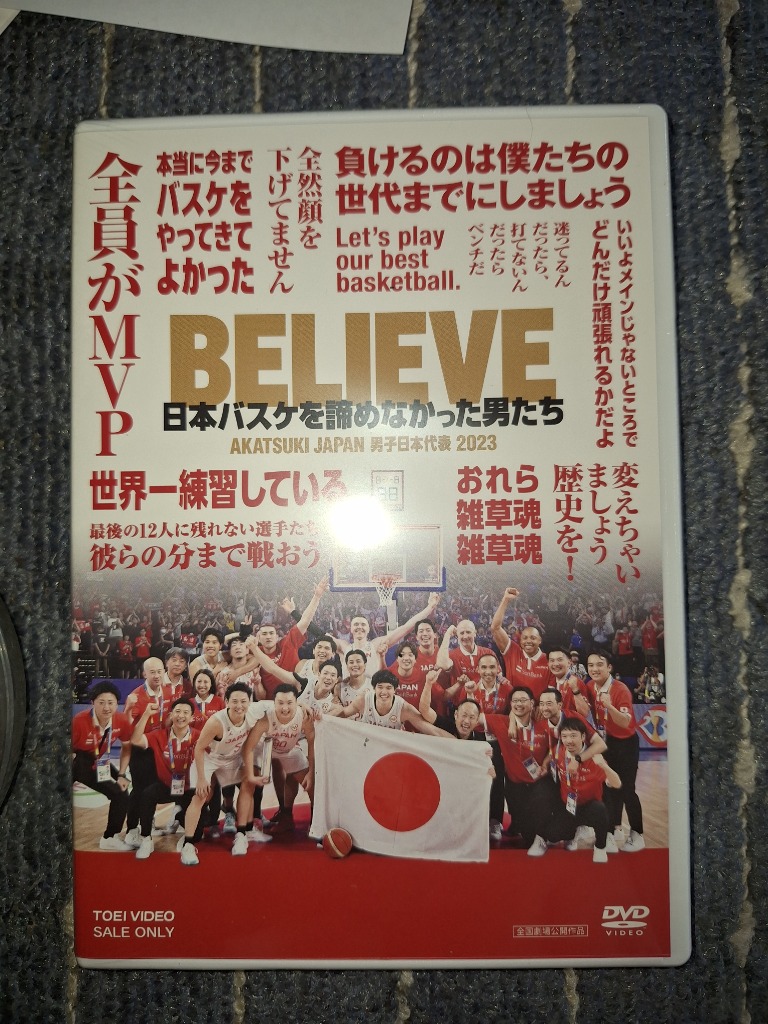 全員がMVP
本当に今まで
バスケを
やってきて
よかった
全然顔を
下げてません
負けるのは僕たちの
世代までにしましょう
Let's play
our best
basketball.
迷ってるん
だったら、
打てないん
だったら
ベンチだ
いいよメインじゃないところで
どんだけ頑張れるかだよ
BELIEVE
日本バスケを諦めなかった男たち
AKATSUKI JAPAN 男子日本代表 2023
世界一練習している
最後の12人に残れない選手たち
彼らの分まで戦おう
おれら
雑草魂
雑草魂
変えちゃい
ましょう
歴史を!
JAPAN
JAPAN
JAPAN
TOEI VIDEO
SALE ONLY
全国劇場公開作品
DVD
VIDEO